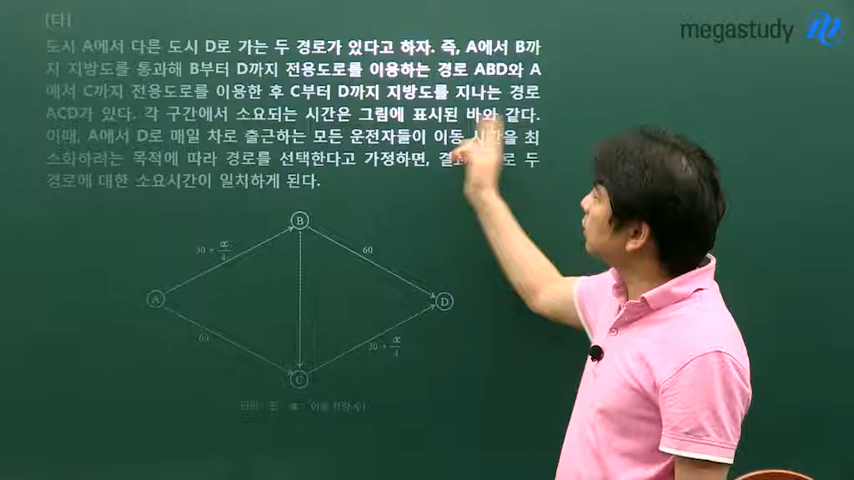 [다]
megastudy
도시 A에서 다른 도시 D로 가는 두 경로가 있다고 하자. 즉, A에서 B까
지 지방도를 통과해 B부터 D까지 전용도로를 이용하는 경로 ABD와 A
에서 C까지 전용도로를 이용한 후 C부터 D까지 지방도를 지나는 경로
ACD가 있다. 각 구간에서 소요되는 시간은 그림에 표시된 바와 같다.
이때, A에서 D로 매일 차로 출근하는 모든 운전자들이 이동 시간을 최
소화하려는 목적에 따라 경로를 선택한다고 가정하면, 두
경로에 대한 소요시간이 일치하게 된다.
B
30 + x/4
60
A
D
60
30 + x/4
C